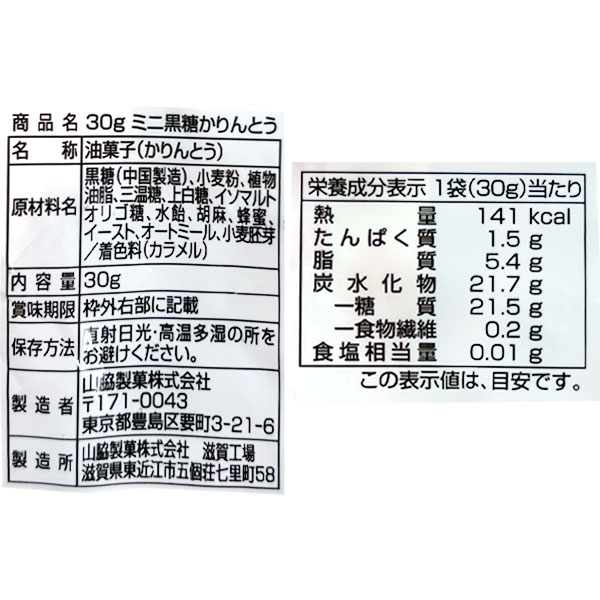 商品名 30g ミニ黒糖かりんとう
名称 油菓子(かりんとう)
原材料名 黒糖(中国製造)、小麦粉、植物
油脂、三温糖、上白糖、イソマルト
オリゴ糖、水飴、胡麻、蜂蜜、
イースト、オートミール、小麦胚芽
／着色料(カラメル)
内容量 30g
賞味期限 枠外右部に記載
保存方法 直射日光・高温多湿の所を
お避けください。
製造者 山脇製菓株式会社
〒171-0043
東京都豊島区要町3-21-6
製造所 山脇製菓株式会社 滋賀工場
滋賀県東近江市五個荘七里町58
栄養成分表示 1袋(30g)当たり
熱量 141 kcal
たんぱく質 1.5 g
脂質 5.4 g
炭水化物 21.7 g
－糖質 21.5 g
－食物繊維 0.2 g
食塩相当量 0.01 g
この表示値は、目安です。